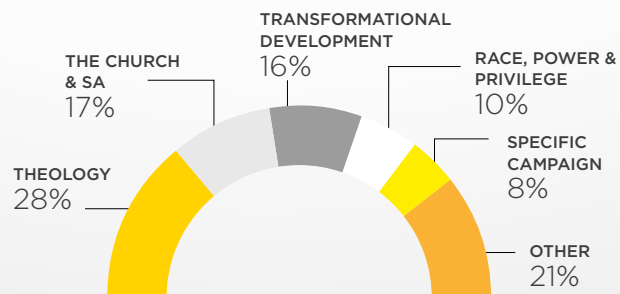 TRANSFORMATIONAL
DEVELOPMENT
16%
THE CHURCH
& SA
17%
RACE, POWER &
PRIVILEGE
10%
SPECIFIC
CAMPAIGN
8%
THEOLOGY
28%
OTHER
21%